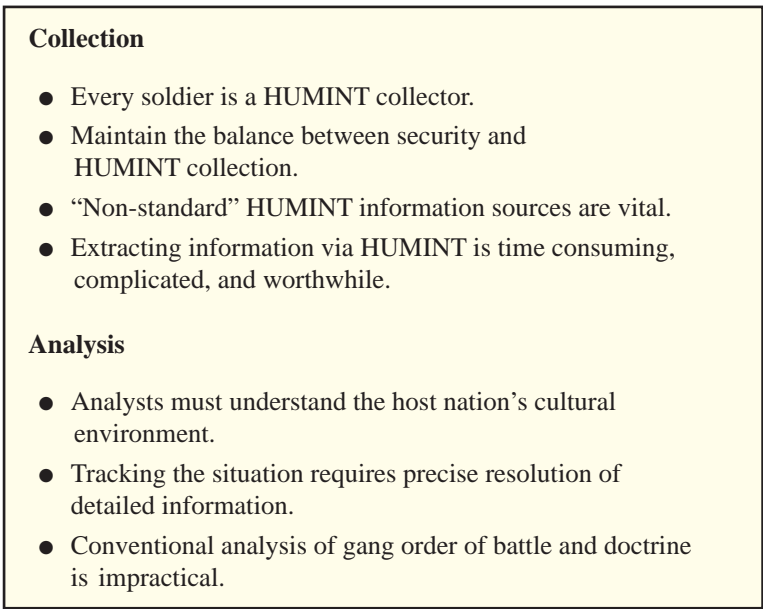 Collection
● Every soldier is a HUMINT collector.
● Maintain the balance between security and
HUMINT collection.
● “Non-standard” HUMINT information sources are vital.
● Extracting information via HUMINT is time consuming,
complicated, and worthwhile.
Analysis
● Analysts must understand the host nation’s cultural
environment.
● Tracking the situation requires precise resolution of
detailed information.
● Conventional analysis of gang order of battle and doctrine
is impractical.